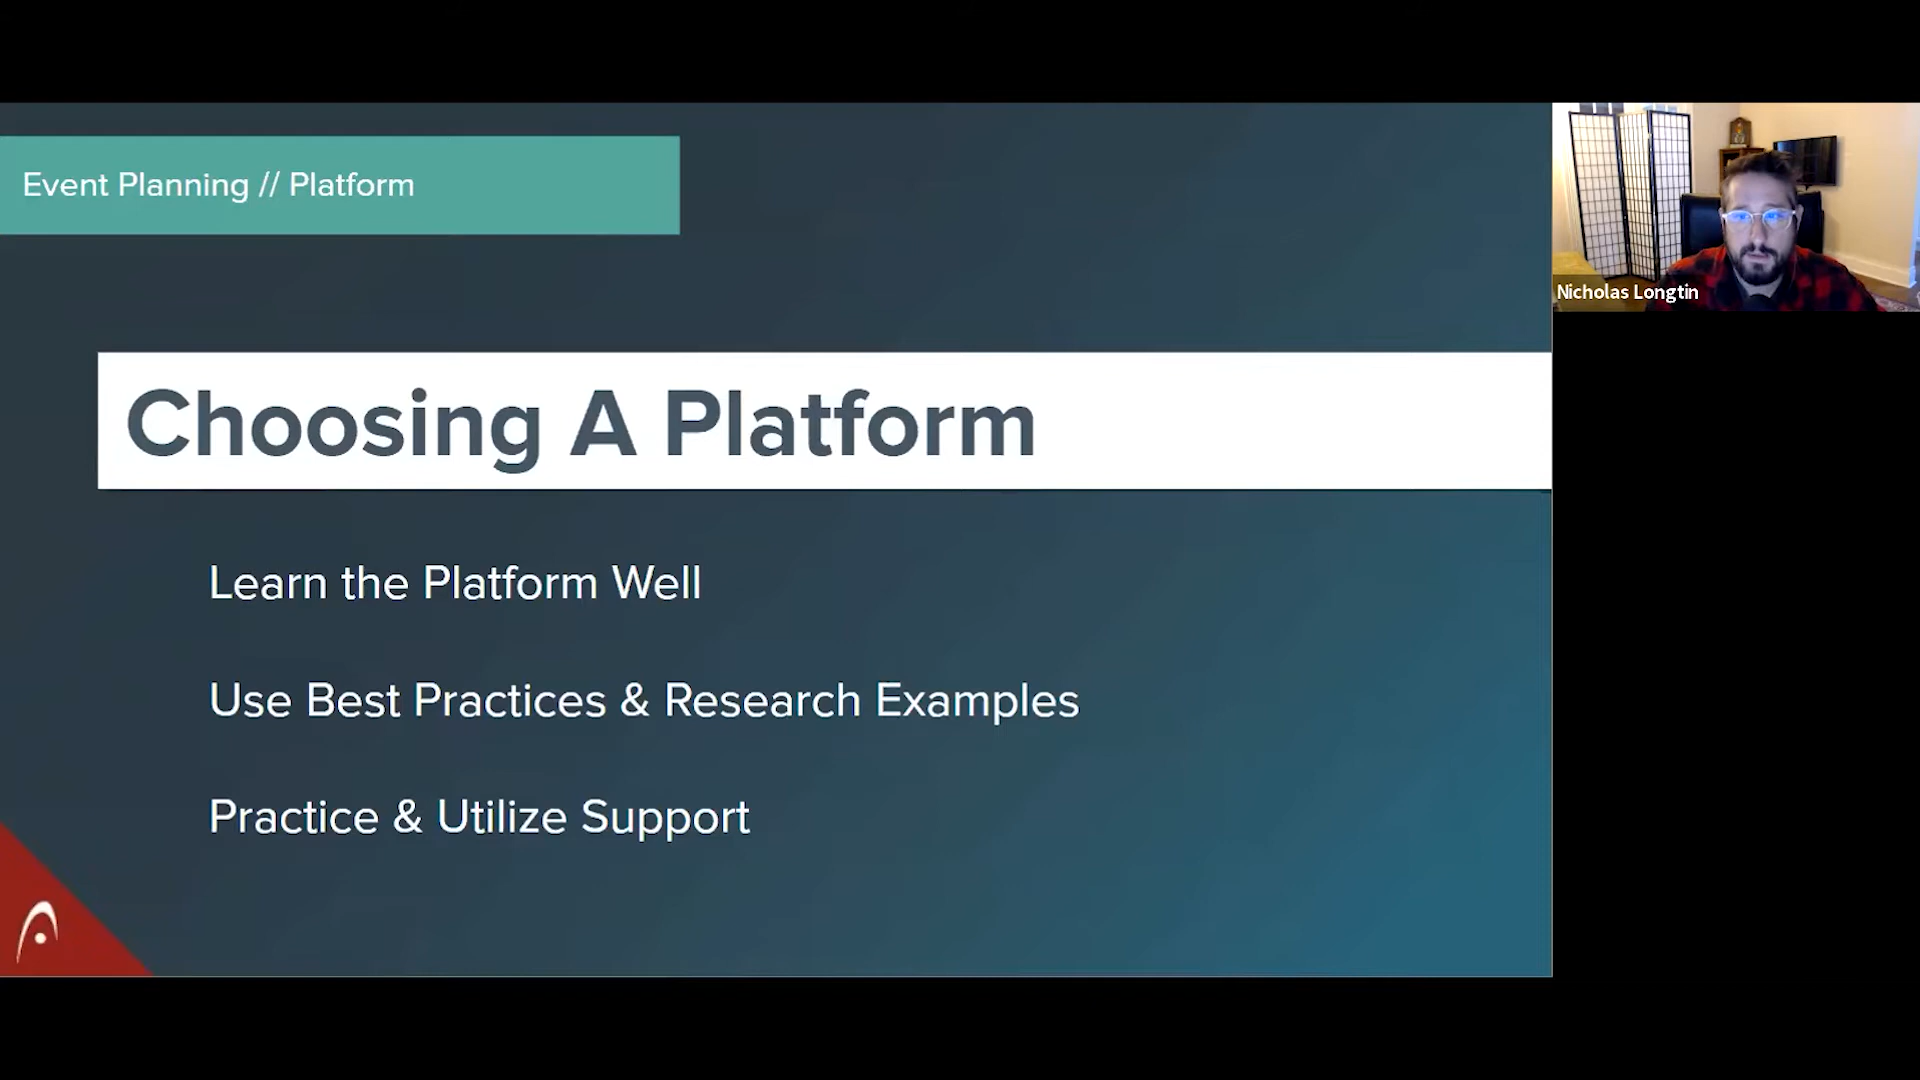 Event Planning // Platform
Nicholas Longtin
Choosing A Platform
Learn the Platform Well
Use Best Practices & Research Examples
Practice & Utilize Support